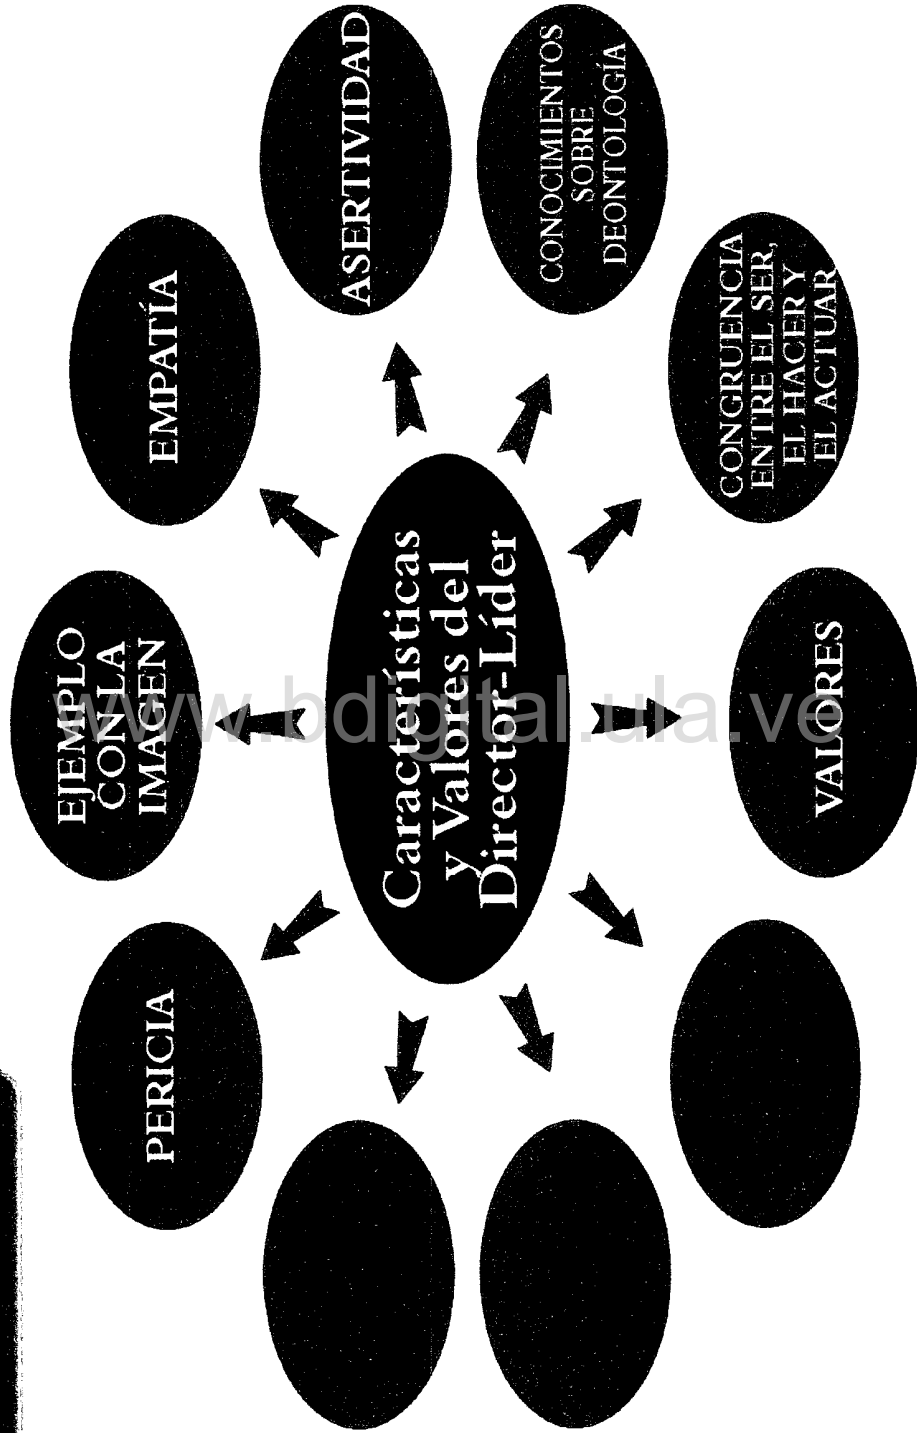 EJEMPLO
CON LA
IMAGEN
EMPATÍA
ASERTIVIDAD
CONOCIMIENTOS
SOBRE
DEONTOLOGÍA
CONGRUENCIA
ENTRE EL SER,
EL HACER Y
EL ACTUAR
VALORES
PERICIA
Características
y Valores del
Director-Líder
www.bdigital.ula.ve